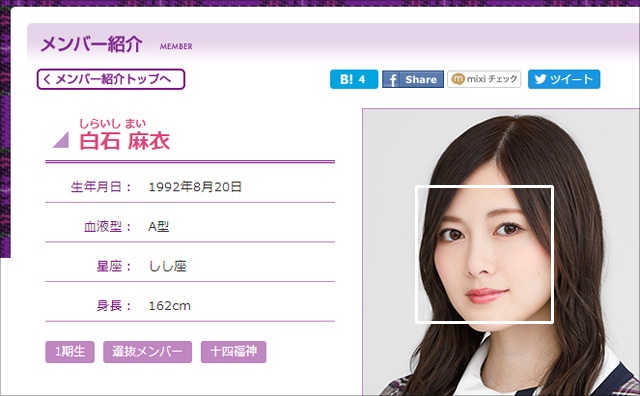 メンバー紹介 MEMBER
メンバー紹介トップへ
B! 4
f Share
m mixi チェック
ツイート
しらいし まい
白石 麻衣
生年月日： 1992年8月20日
血液型： A型
星座： しし座
身長： 162cm
1期生 選抜メンバー 十四福神